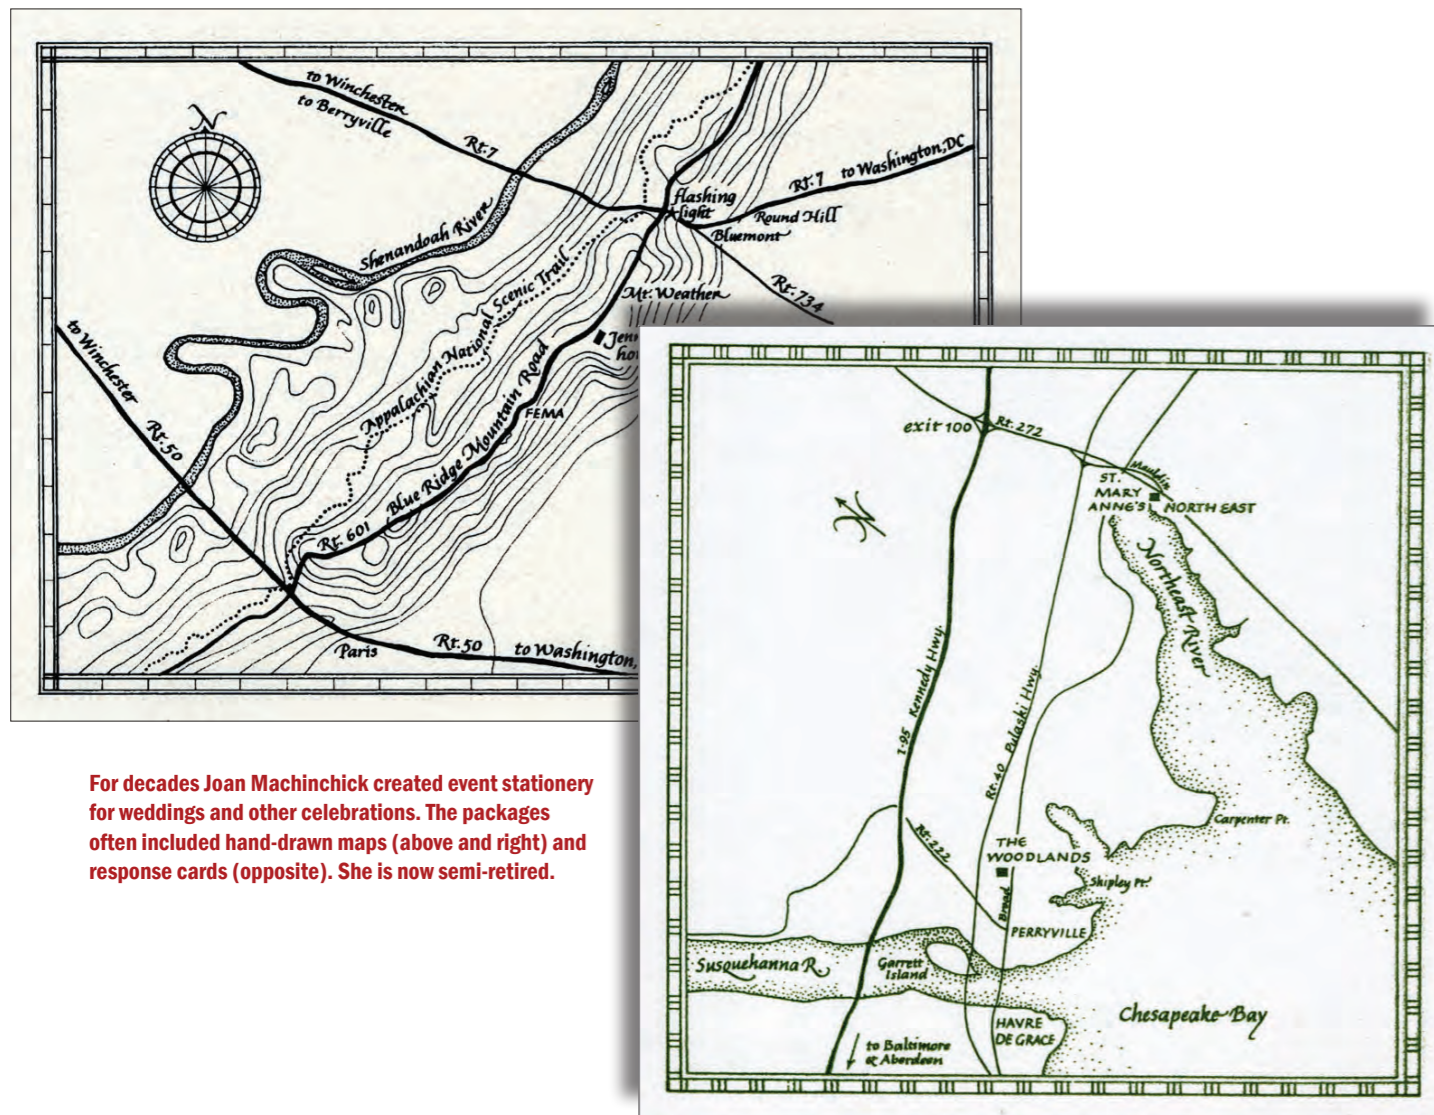 N
to Winchester
to Berryville
Rt.7
Shenandoah River
flashing
light
Rt.7 to Washington, DC
Round Hill
Bluemont
Rt.734
Mt. Weather
Appalachian National Scenic Trail
Blue Ridge Mountain Road
FEMA
to Winchester
Rt.50
Rt. 601
Paris
Rt.50 to Washington,
For decades Joan Machinchick created event stationery
for weddings and other celebrations. The packages
often included hand-drawn maps (above and right) and
response cards (opposite). She is now semi-retired.
exit 100
Rt. 272
N
Mauldin
ST.
MARY
ANNE'S
NORTH EAST
Northeast River
I-95 Kennedy Hwy.
Rt. 40 Pulaski Hwy.
Rt. 222
THE
WOODLANDS
Broad
Carpenter Pt.
Shipley Pt.
PERRYVILLE
Susquehanna R.
Garrett
Island
HAVRE
DE GRACE
Chesapeake Bay
to Baltimore
& Aberdeen